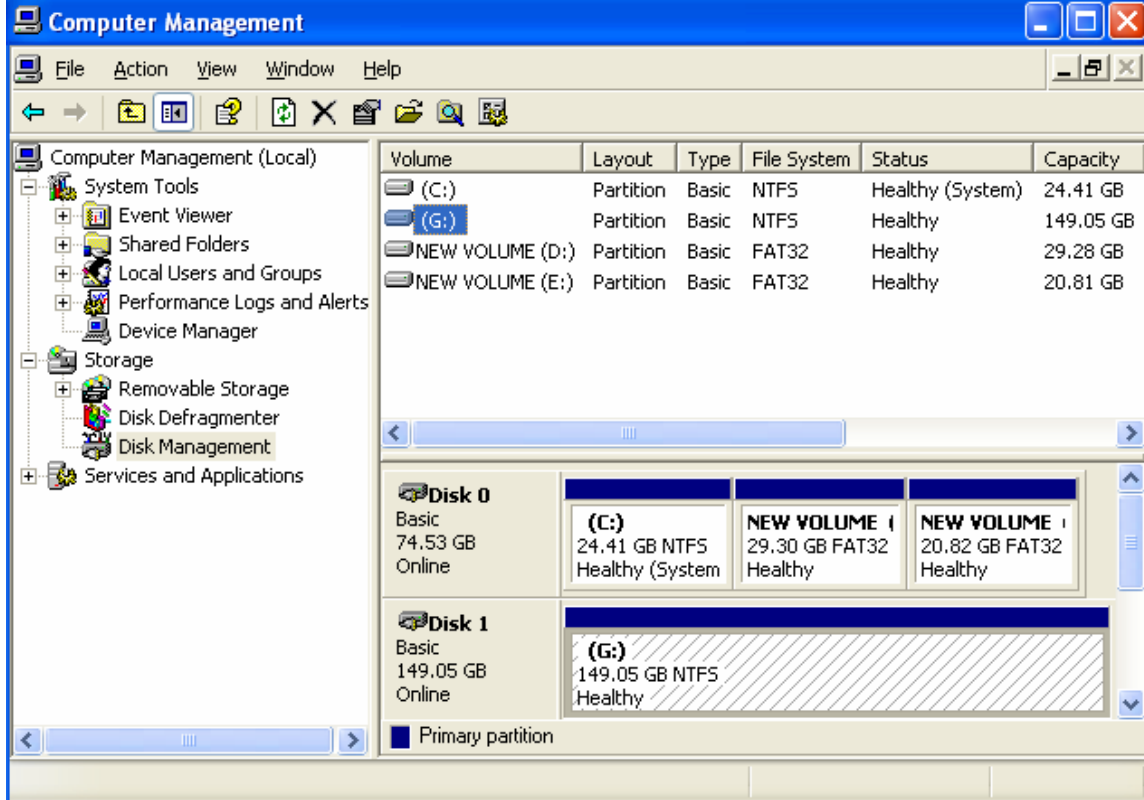 Computer Management
File Action View Window Help
Computer Management (Local)
System Tools
Event Viewer
Shared Folders
Local Users and Groups
Performance Logs and Alerts
Device Manager
Storage
Removable Storage
Disk Defragmenter
Disk Management
Services and Applications
Volume Layout Type File System Status Capacity
(C:) Partition Basic NTFS Healthy (System) 24.41 GB
(G:) Partition Basic NTFS Healthy 149.05 GB
NEW VOLUME (D:) Partition Basic FAT32 Healthy 29.28 GB
NEW VOLUME (E:) Partition Basic FAT32 Healthy 20.81 GB
Disk 0
Basic
74.53 GB
Online
(C:)
24.41 GB NTFS
Healthy (System
NEW VOLUME (
29.30 GB FAT32
Healthy
NEW VOLUME
20.82 GB FAT32
Healthy
Disk 1
Basic
149.05 GB
Online
(G:)
149.05 GB NTFS
Healthy
Primary partition